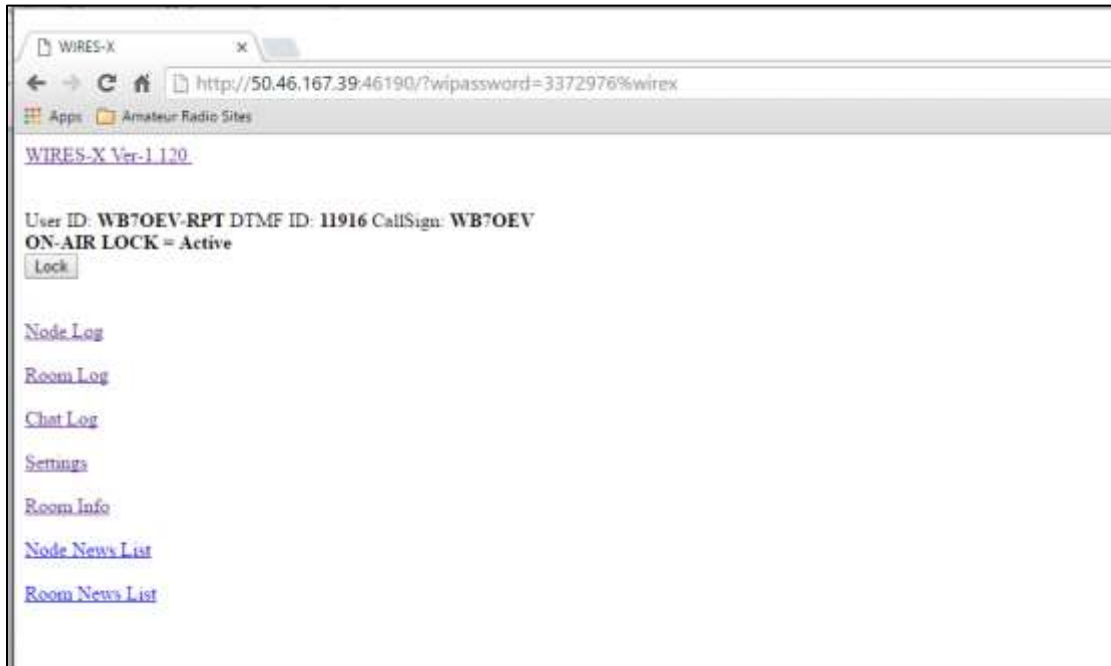 WIRES-X
http://50.46.167.39:46190/?wipassword=3372976%wirex
Apps Amateur Radio Sites
WIRES-X Ver-1.120
User ID: WB7OEV-RPT DTMF ID: 11916 CallSign: WB7OEV
ON-AIR LOCK = Active
Lock
Node Log
Room Log
Chat Log
Settings
Room Info
Node News List
Room News List